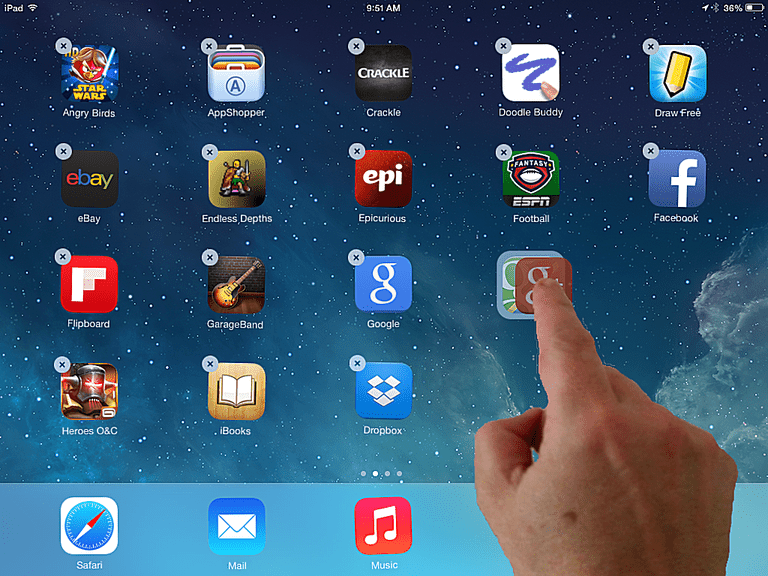 iPad 9:51 AM 36%
STAR
WARS
A
CRACKLE
Angry Birds AppShopper Crackle Doodle Buddy Draw Free
ebay epi FANTASY
ESPN f
eBay Endless Depths Epicurious Football Facebook
g g+
Flipboard GarageBand Google
Heroes O&C iBooks Dropbox
Safari Mail Music